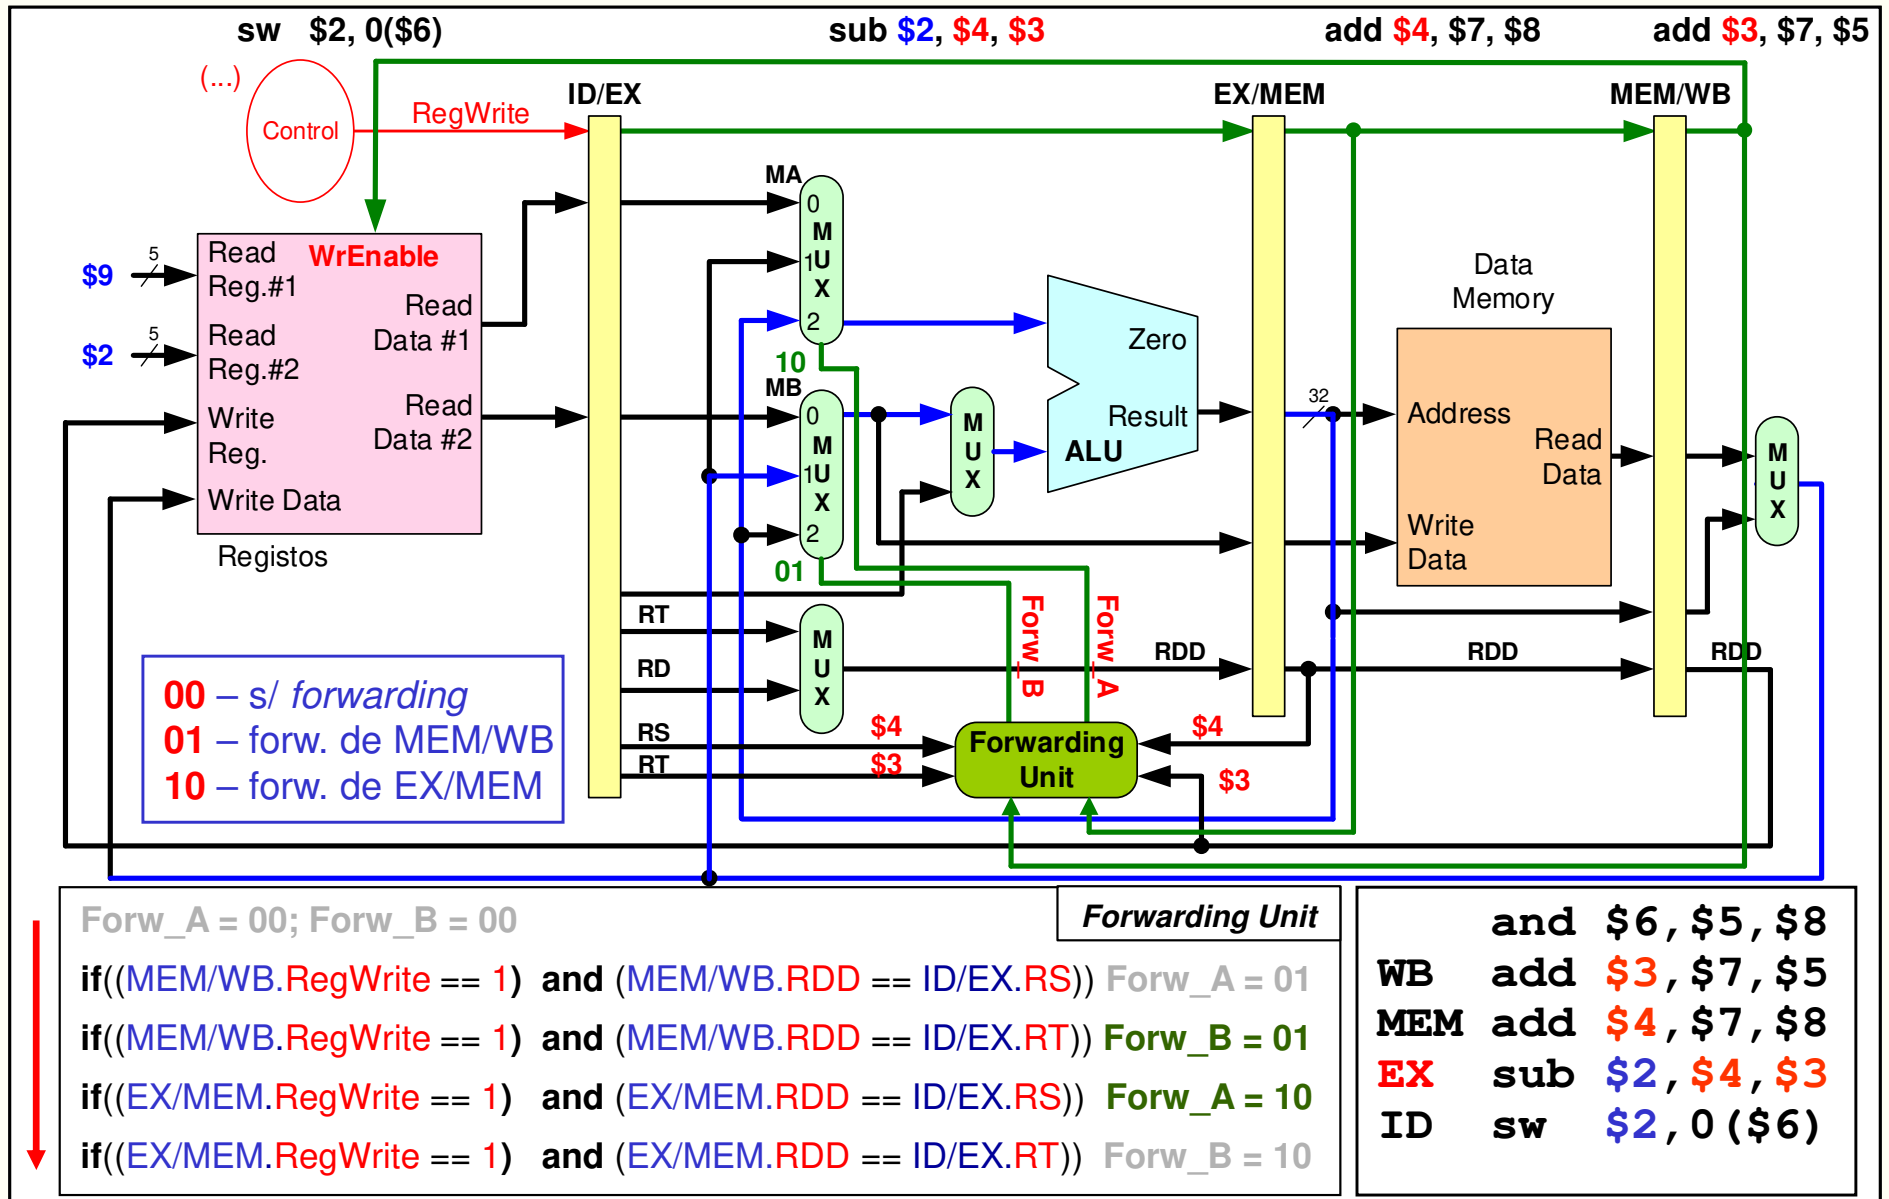 sw $2, 0($6)
sub $2, $4, $3
add $4, $7, $8
add $3, $7, $5
(...)
Control
RegWrite
ID/EX
EX/MEM
MEM/WB
MA
0
M
1U
X
2
10
$9
5
Read
Reg.#1
WrEnable
Read
Data #1
$2
5
Read
Reg.#2
Read
Data #2
Write
Reg.
Write Data
Registos
MB
0
M
1U
X
2
01
M
U
X
Zero
Result
ALU
32
Data
Memory
Address
Read
Data
Write
Data
M
U
X
RT
RD
M
U
X
Forw_B
Forw_A
RDD
RDD
RDD
RS
RT
$4
$3
Forwarding
Unit
$4
$3
00 – s/ forwarding
01 – forw. de MEM/WB
10 – forw. de EX/MEM
Forw_A = 00; Forw_B = 00
Forwarding Unit
if((MEM/WB.RegWrite == 1) and (MEM/WB.RDD == ID/EX.RS)) Forw_A = 01
if((MEM/WB.RegWrite == 1) and (MEM/WB.RDD == ID/EX.RT)) Forw_B = 01
if((EX/MEM.RegWrite == 1) and (EX/MEM.RDD == ID/EX.RS)) Forw_A = 10
if((EX/MEM.RegWrite == 1) and (EX/MEM.RDD == ID/EX.RT)) Forw_B = 10
and $6,$5,$8
WB add $3,$7,$5
MEM add $4,$7,$8
EX sub $2,$4,$3
ID sw $2,0($6)